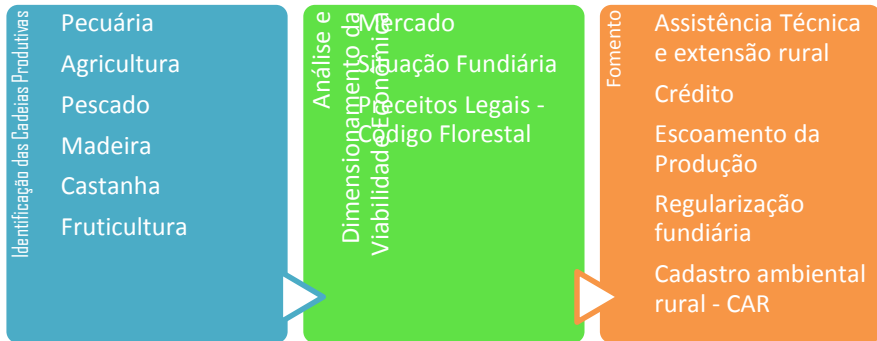 Identificação das Cadeias Produtivas
Pecuária
Agricultura
Pescado
Madeira
Castanha
Fruticultura
Análise e
Dimensionamento da
Viabilidade Econômica
Mercado
Situação Fundiária
Preceitos Legais -
Código Florestal
Fomento
Assistência Técnica
e extensão rural
Crédito
Escoamento da
Produção
Regularização
fundiária
Cadastro ambiental
rural - CAR